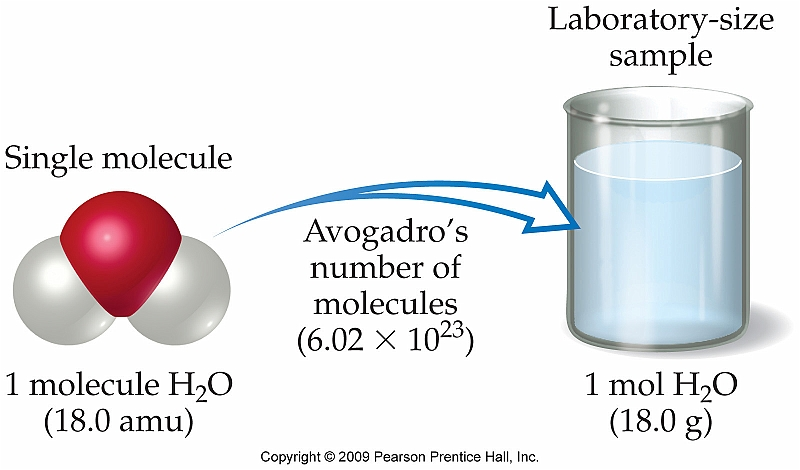 Laboratory-size
sample
Single molecule
Avogadro's
number of
molecules
(6.02 × 10²³)
1 molecule H₂O
(18.0 amu)
1 mol H₂O
(18.0 g)
Copyright © 2009 Pearson Prentice Hall, Inc.